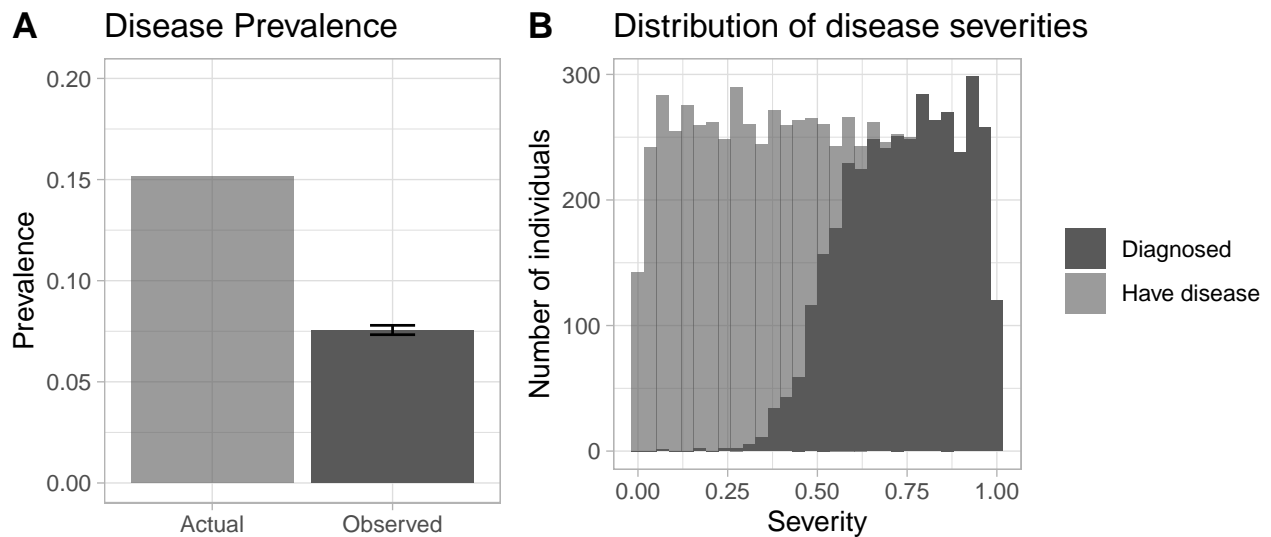 A Disease Prevalence
0.20
0.15
0.10
0.05
0.00
Prevalence
Actual Observed
B Distribution of disease severities
300
200
100
0
Number of individuals
0.00 0.25 0.50 0.75 1.00
Severity
Diagnosed
Have disease